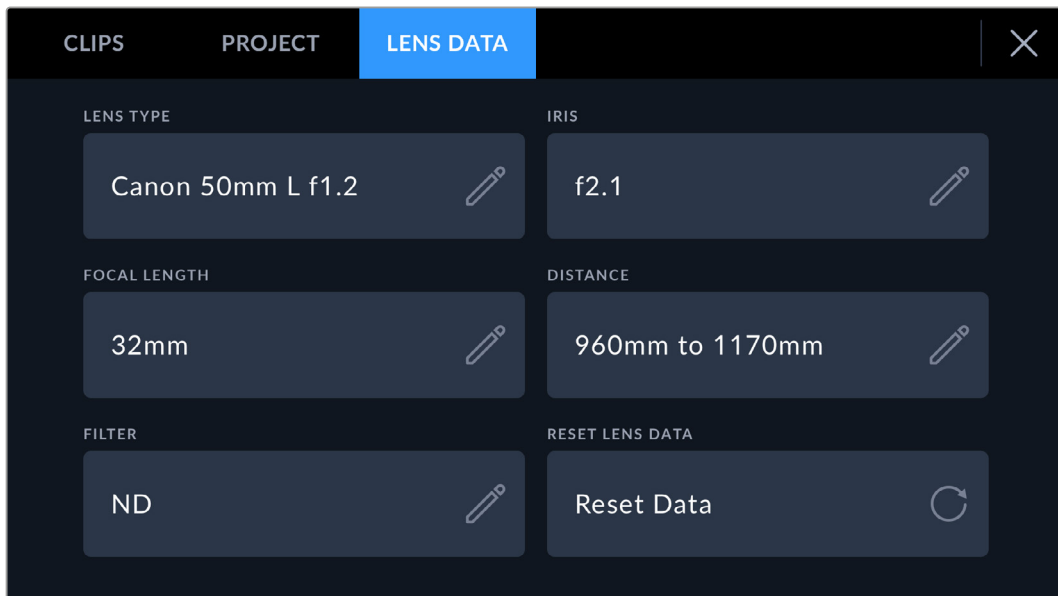 CLIPS PROJECT LENS DATA
LENS TYPE IRIS
Canon 50mm L f1.2 f2.1
FOCAL LENGTH DISTANCE
32mm 960mm to 1170mm
FILTER RESET LENS DATA
ND Reset Data